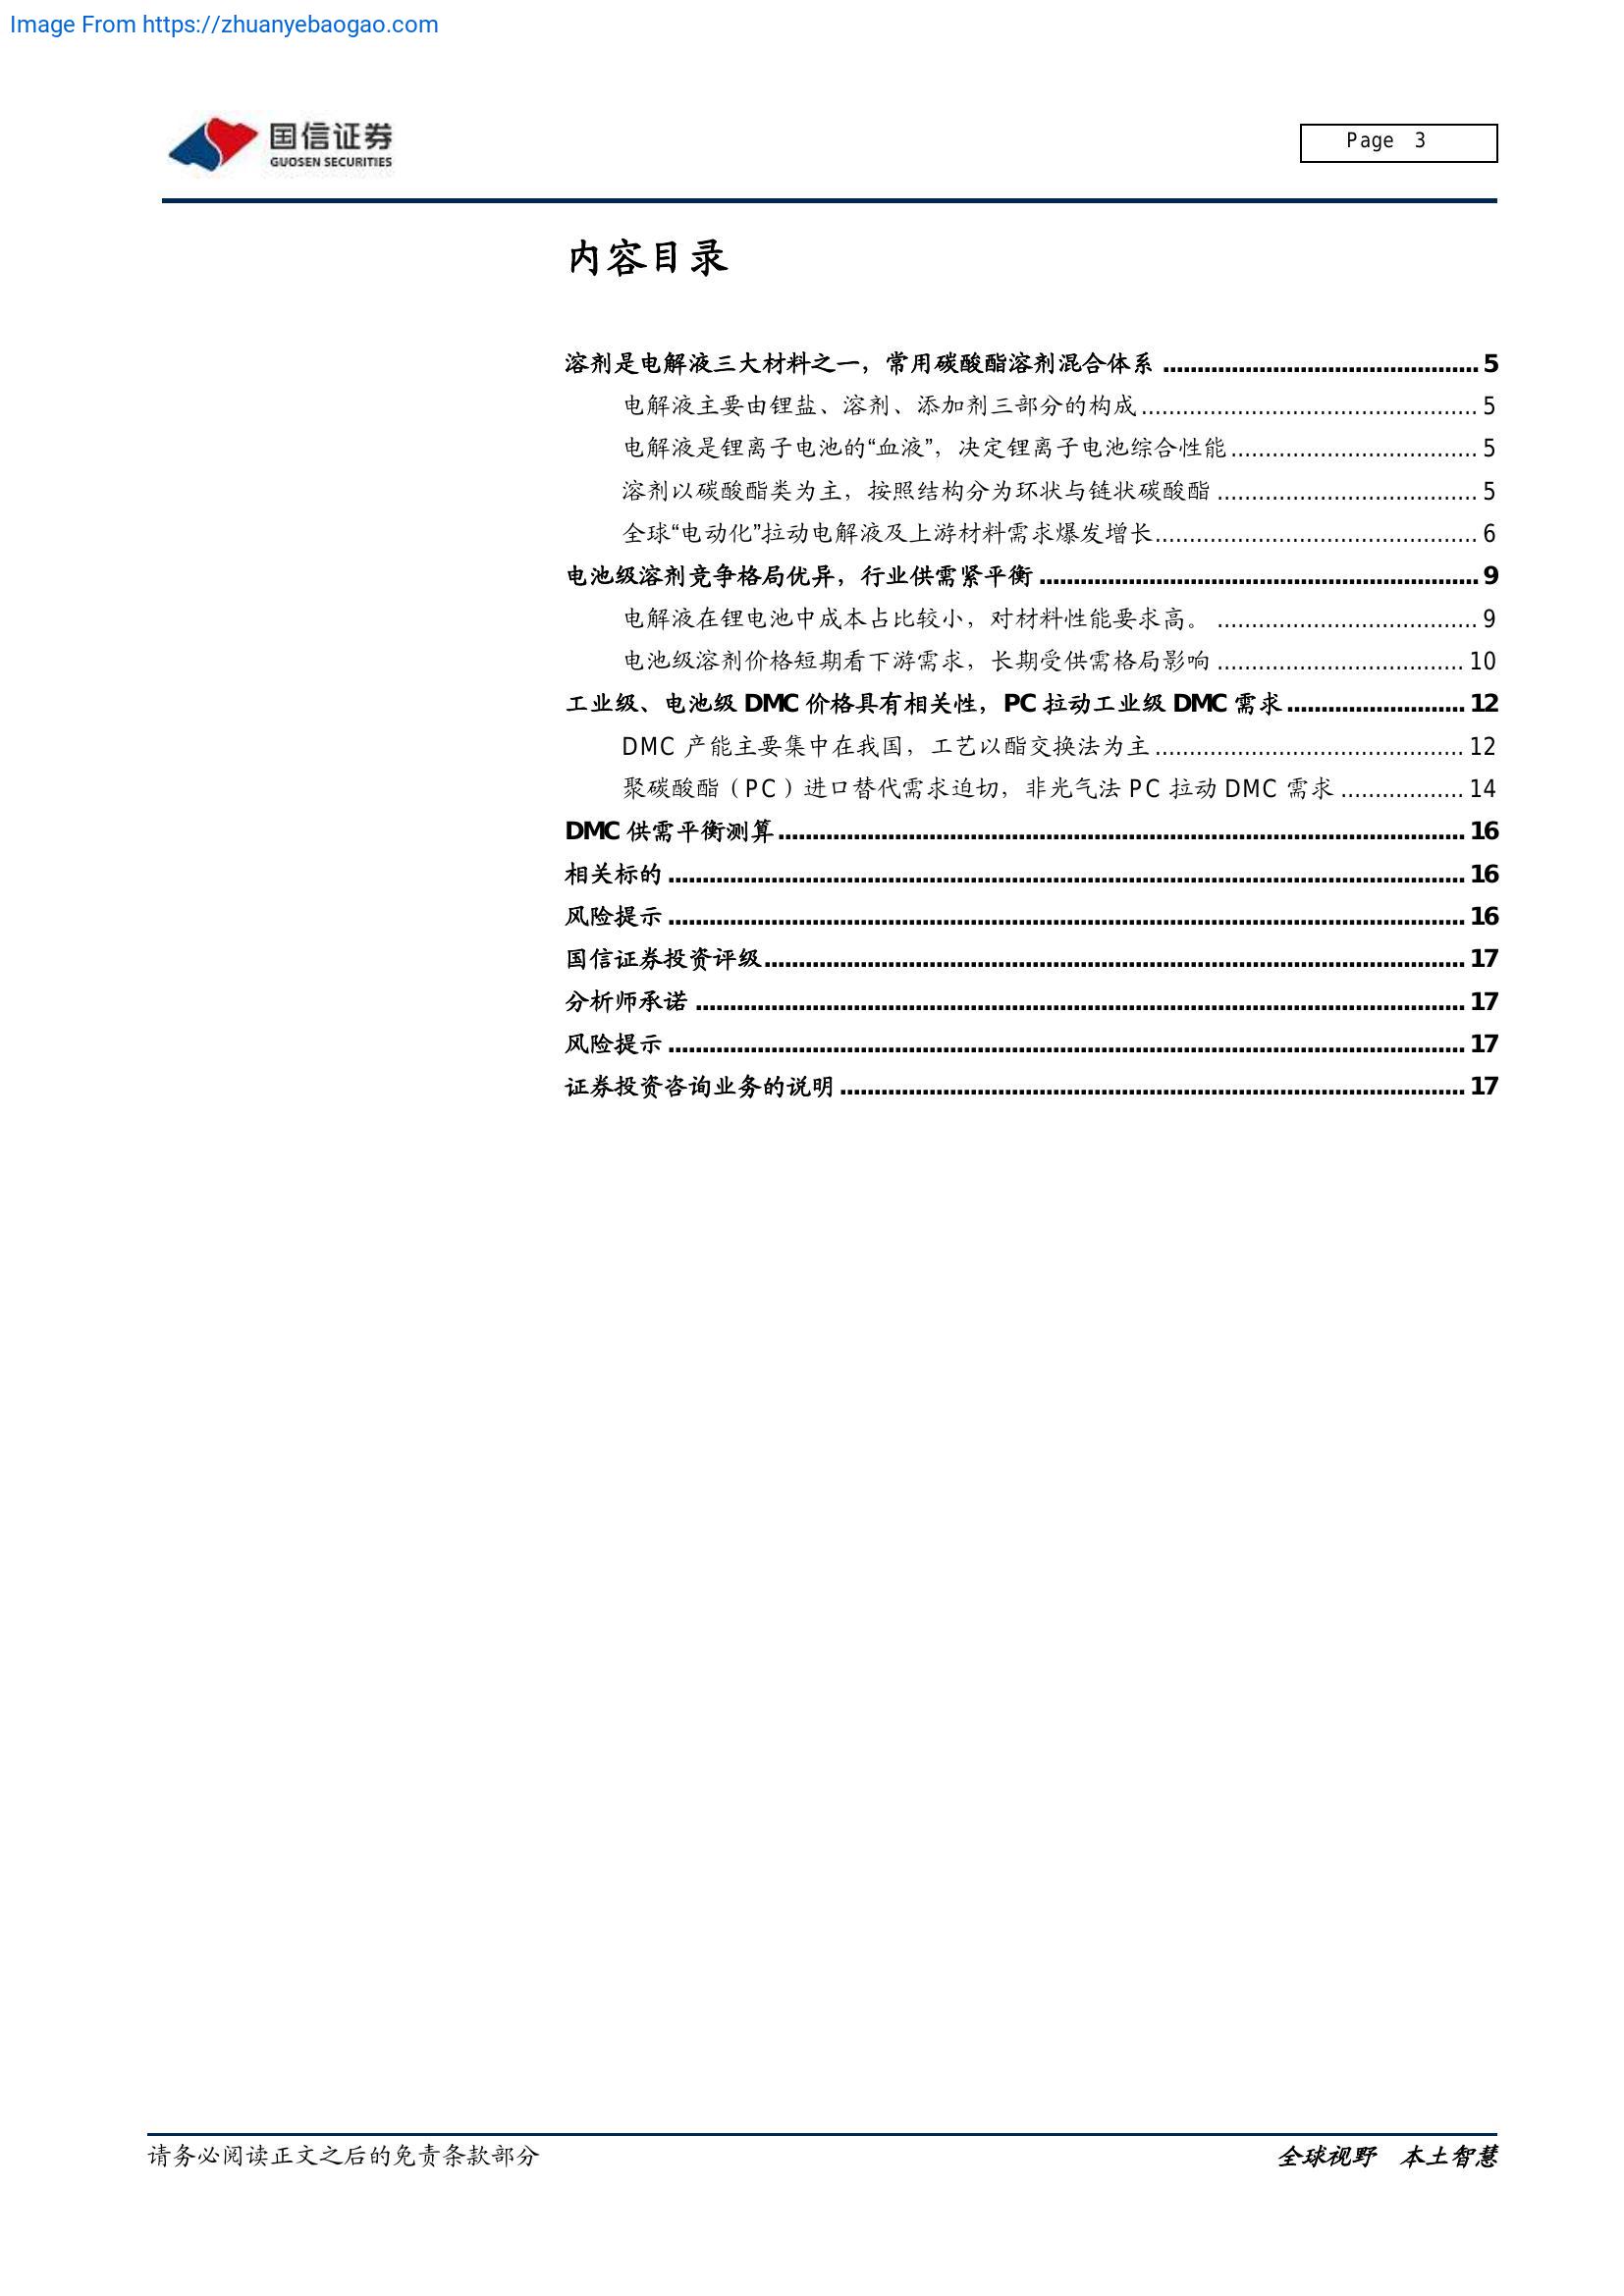 Image From https://zhuanyebaogao.com
国信证券
GUOSEN SECURITIES
Page 3
内容目录
溶剂是电解液三大材料之一，常用碳酸酯溶剂混合体系 .............................................. 5
电解液主要由锂盐、溶剂、添加剂三部分的构成 ................................................. 5
电解液是锂离子电池的“血液”，决定锂离子电池综合性能 .................................... 5
溶剂以碳酸酯类为主，按照结构分为环状与链状碳酸酯 ...................................... 5
全球“电动化”拉动电解液及上游材料需求爆发增长 ............................................... 6
电池级溶剂竞争格局优异，行业供需紧平衡 ................................................................ 9
电解液在锂电池中成本占比较小，对材料性能要求高。 ...................................... 9
电池级溶剂价格短期看下游需求，长期受供需格局影响 .................................... 10
工业级、电池级 DMC 价格具有相关性，PC 拉动工业级 DMC 需求 .......................... 12
DMC 产能主要集中在我国，工艺以酯交换法为主 ............................................. 12
聚碳酸酯（PC）进口替代需求迫切，非光气法 PC 拉动 DMC 需求 .................. 14
DMC 供需平衡测算 .................................................................................................... 16
相关标的 .................................................................................................................... 16
风险提示 .................................................................................................................... 16
国信证券投资评级 ...................................................................................................... 17
分析师承诺 ................................................................................................................ 17
风险提示 .................................................................................................................... 17
证券投资咨询业务的说明 ........................................................................................... 17
请务必阅读正文之后的免责条款部分
全球视野 本土智慧